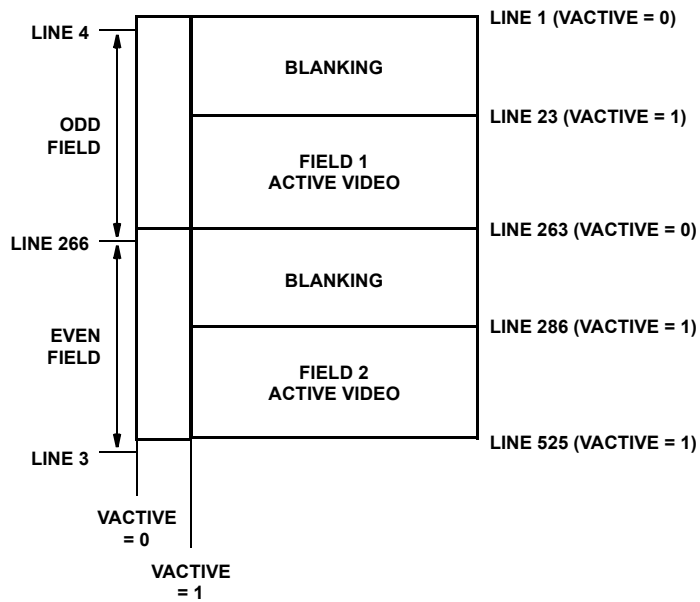 LINE 1 (VACTIVE = 0)
LINE 4
BLANKING
LINE 23 (VACTIVE = 1)
ODD
FIELD
FIELD 1
ACTIVE VIDEO
LINE 263 (VACTIVE = 0)
LINE 266
BLANKING
LINE 286 (VACTIVE = 1)
EVEN
FIELD
FIELD 2
ACTIVE VIDEO
LINE 525 (VACTIVE = 1)
LINE 3
VACTIVE
= 0
VACTIVE
= 1